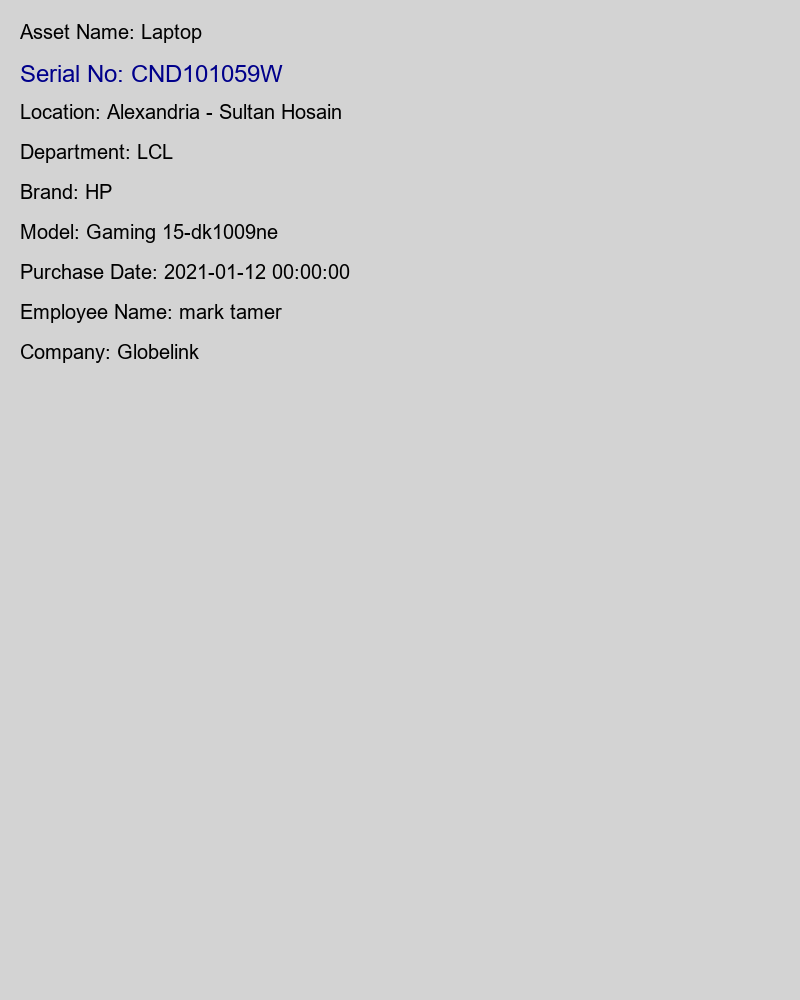 Asset Name: Laptop
Serial No: CND101059W
Location: Alexandria - Sultan Hosain
Department: LCL
Brand: HP
Model: Gaming 15-dk1009ne
Purchase Date: 2021-01-12 00:00:00
Employee Name: mark tamer
Company: Globelink